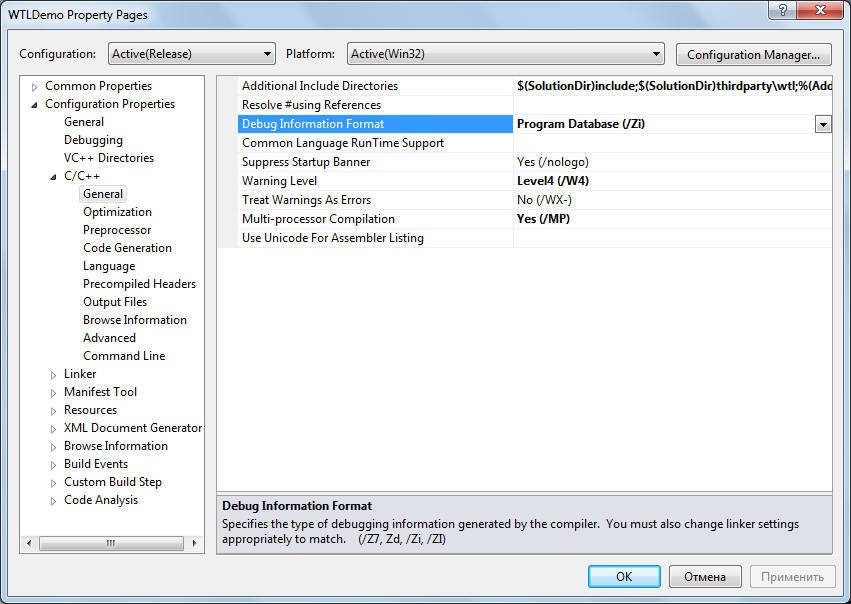 WTLDemo Property Pages
Configuration: Active(Release) Platform: Active(Win32) Configuration Manager...
Common Properties
Configuration Properties
General
Debugging
VC++ Directories
C/C++
General
Optimization
Preprocessor
Code Generation
Language
Precompiled Headers
Output Files
Browse Information
Advanced
Command Line
Linker
Manifest Tool
Resources
XML Document Generator
Browse Information
Build Events
Custom Build Step
Code Analysis
Additional Include Directories $(SolutionDir)include;$(SolutionDir)thirdparty\wtl;%(Add
Resolve #using References
Debug Information Format Program Database (/Zi)
Common Language RunTime Support
Suppress Startup Banner Yes (/nologo)
Warning Level Level4 (/W4)
Treat Warnings As Errors No (/WX-)
Multi-processor Compilation Yes (/MP)
Use Unicode For Assembler Listing
Debug Information Format
Specifies the type of debugging information generated by the compiler.  You must also change linker settings
appropriately to match.    (/Z7, Zd, /Zi, /ZI)
OK Отмена Применить